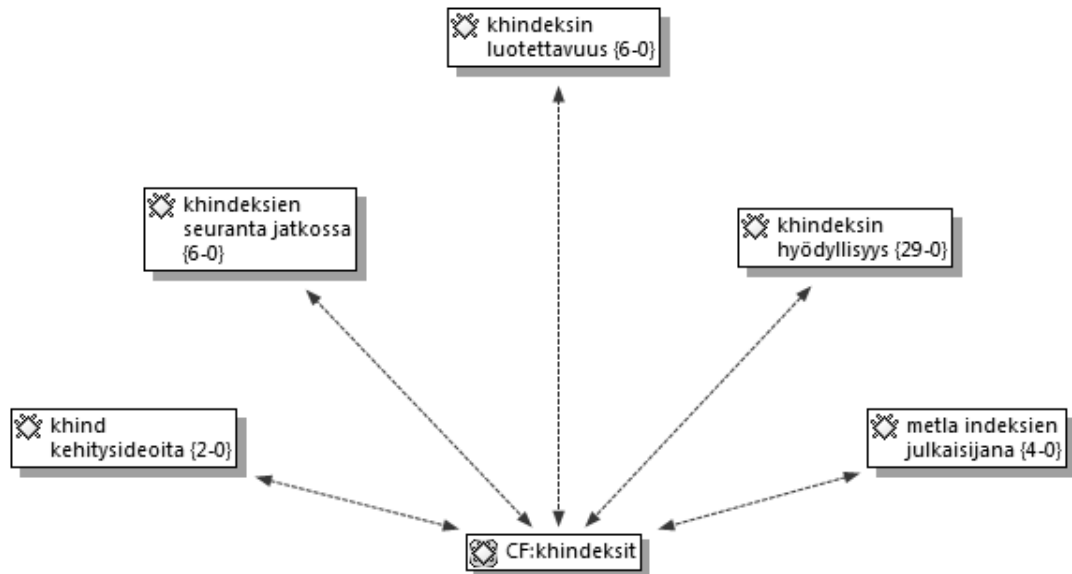 khindeksin
luotettavuus {6-0}
khindeksien
seuranta jatkossa
{6-0}
khindeksin
hyödyllisyys {29-0}
khind
kehitysideoita {2-0}
metla indeksien
julkaisijana {4-0}
CF:khindeksit